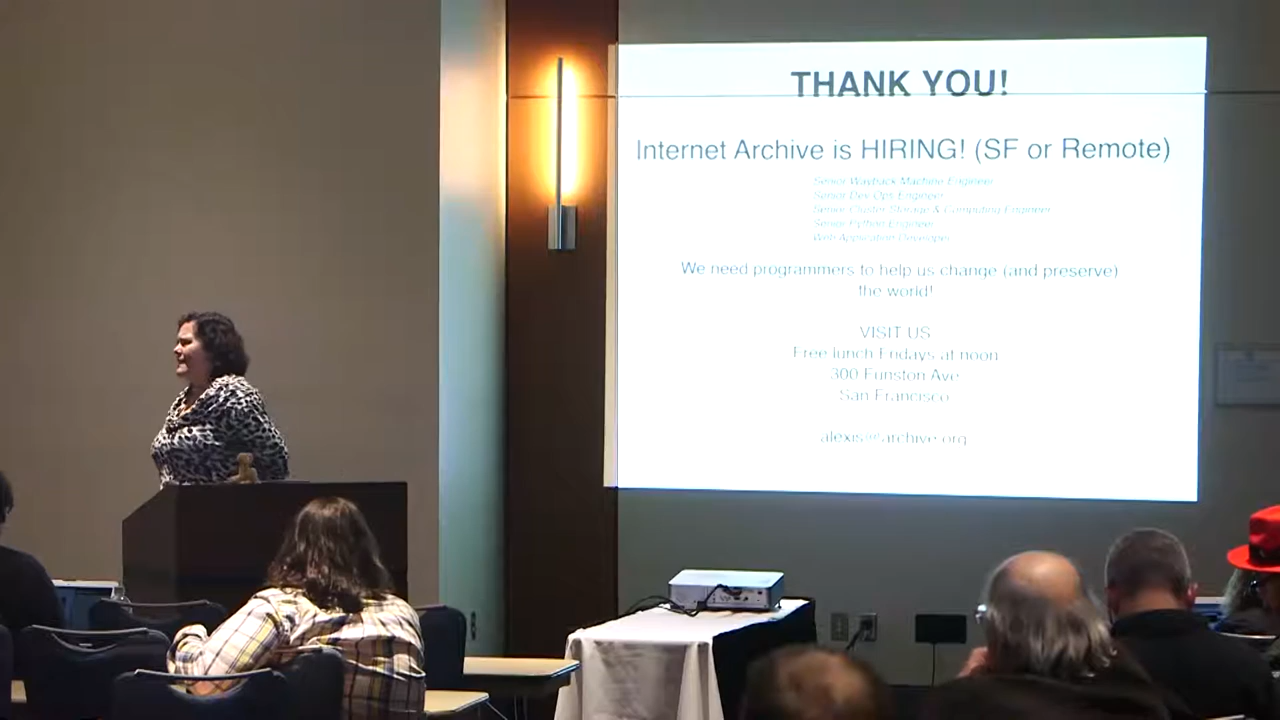 THANK YOU!
Internet Archive is HIRING! (SF or Remote)
Senior Wayback Machine Engineer
Senior Dev Ops Engineer
Senior Cluster Storage & Computing Engineer
Senior Python Engineer
Web Application Developer
We need programmers to help us change (and preserve)
the world!
VISIT US
Free lunch Fridays at noon
300 Funston Ave
San Francisco
alexis@archive.org